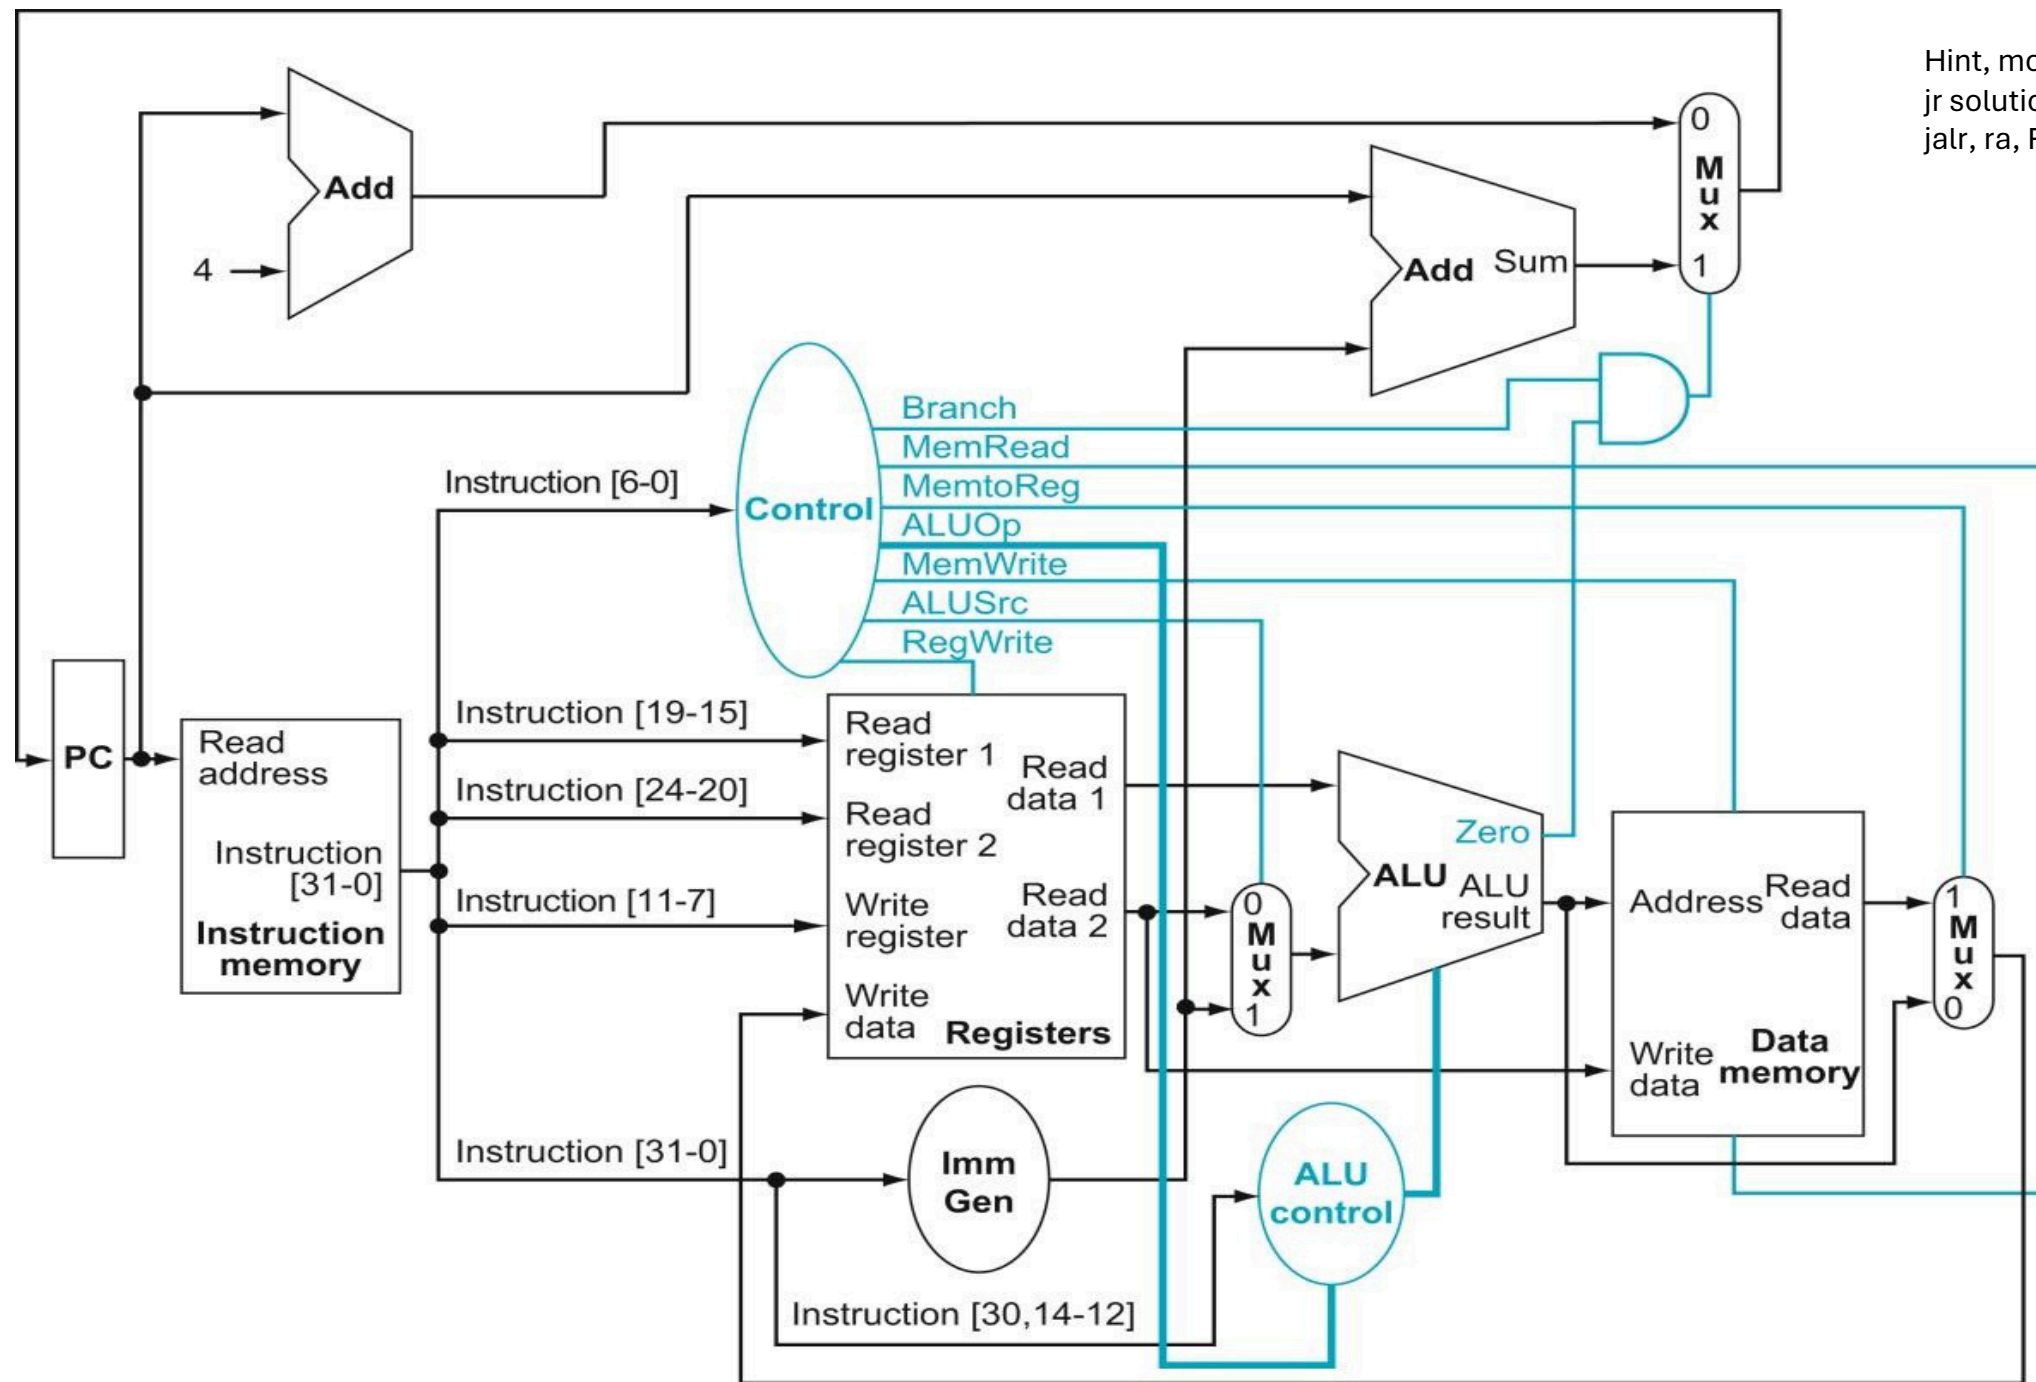 Hint, mo
jr solutio
jalr, ra, F
0
M
u
x
1
Add
4
Add Sum
Branch
MemRead
MemtoReg
ALUOp
MemWrite
ALUSrc
RegWrite
Control
Instruction [6-0]
PC
Read
address
Instruction
[31-0]
Instruction
memory
Instruction [19-15]
Instruction [24-20]
Instruction [11-7]
Instruction [31-0]
Instruction [30,14-12]
Read
register 1
Read
register 2
Write
register
Write
data
Read
data 1
Read
data 2
Registers
Imm
Gen
0
M
u
x
1
Zero
ALU
ALU
result
ALU
control
Address
Read
data
Write
data
Data
memory
1
M
u
x
0